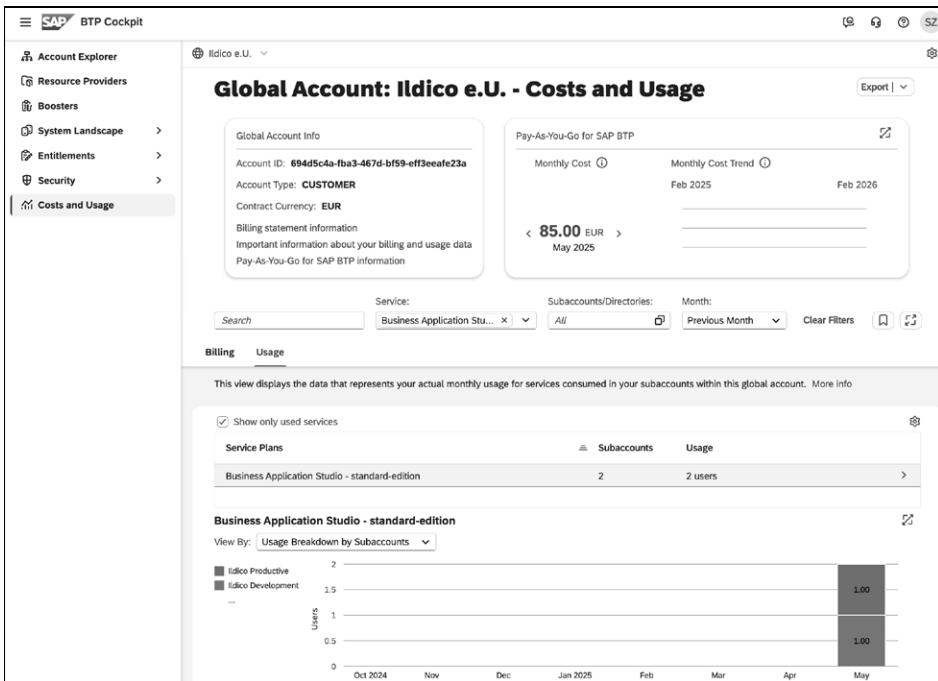 SAP BTP Cockpit
SZ
Account Explorer
Resource Providers
Boosters
System Landscape
Entitlements
Security
Costs and Usage
Ildico e.U.
Global Account: Ildico e.U. - Costs and Usage
Export
Global Account Info
Account ID: 694d5c4a-fba3-467d-bf59-eff3eeafe23a
Account Type: CUSTOMER
Contract Currency: EUR
Billing statement information
Important information about your billing and usage data
Pay-As-You-Go for SAP BTP information
Pay-As-You-Go for SAP BTP
Monthly Cost
Monthly Cost Trend
Feb 2025 Feb 2026
85.00 EUR
May 2025
Service: Subaccounts/Directories: Month:
Search Business Application Stu... All Previous Month Clear Filters
Billing Usage
This view displays the data that represents your actual monthly usage for services consumed in your subaccounts within this global account. More info
Show only used services
Service Plans Subaccounts Usage
Business Application Studio - standard-edition 2 2 users
Business Application Studio - standard-edition
View By: Usage Breakdown by Subaccounts
Ildico Productive
Ildico Development
...
Users
2
1.5
1
0.5
0
1.00
1.00
Oct 2024 Nov Dec Jan 2025 Feb Mar Apr May